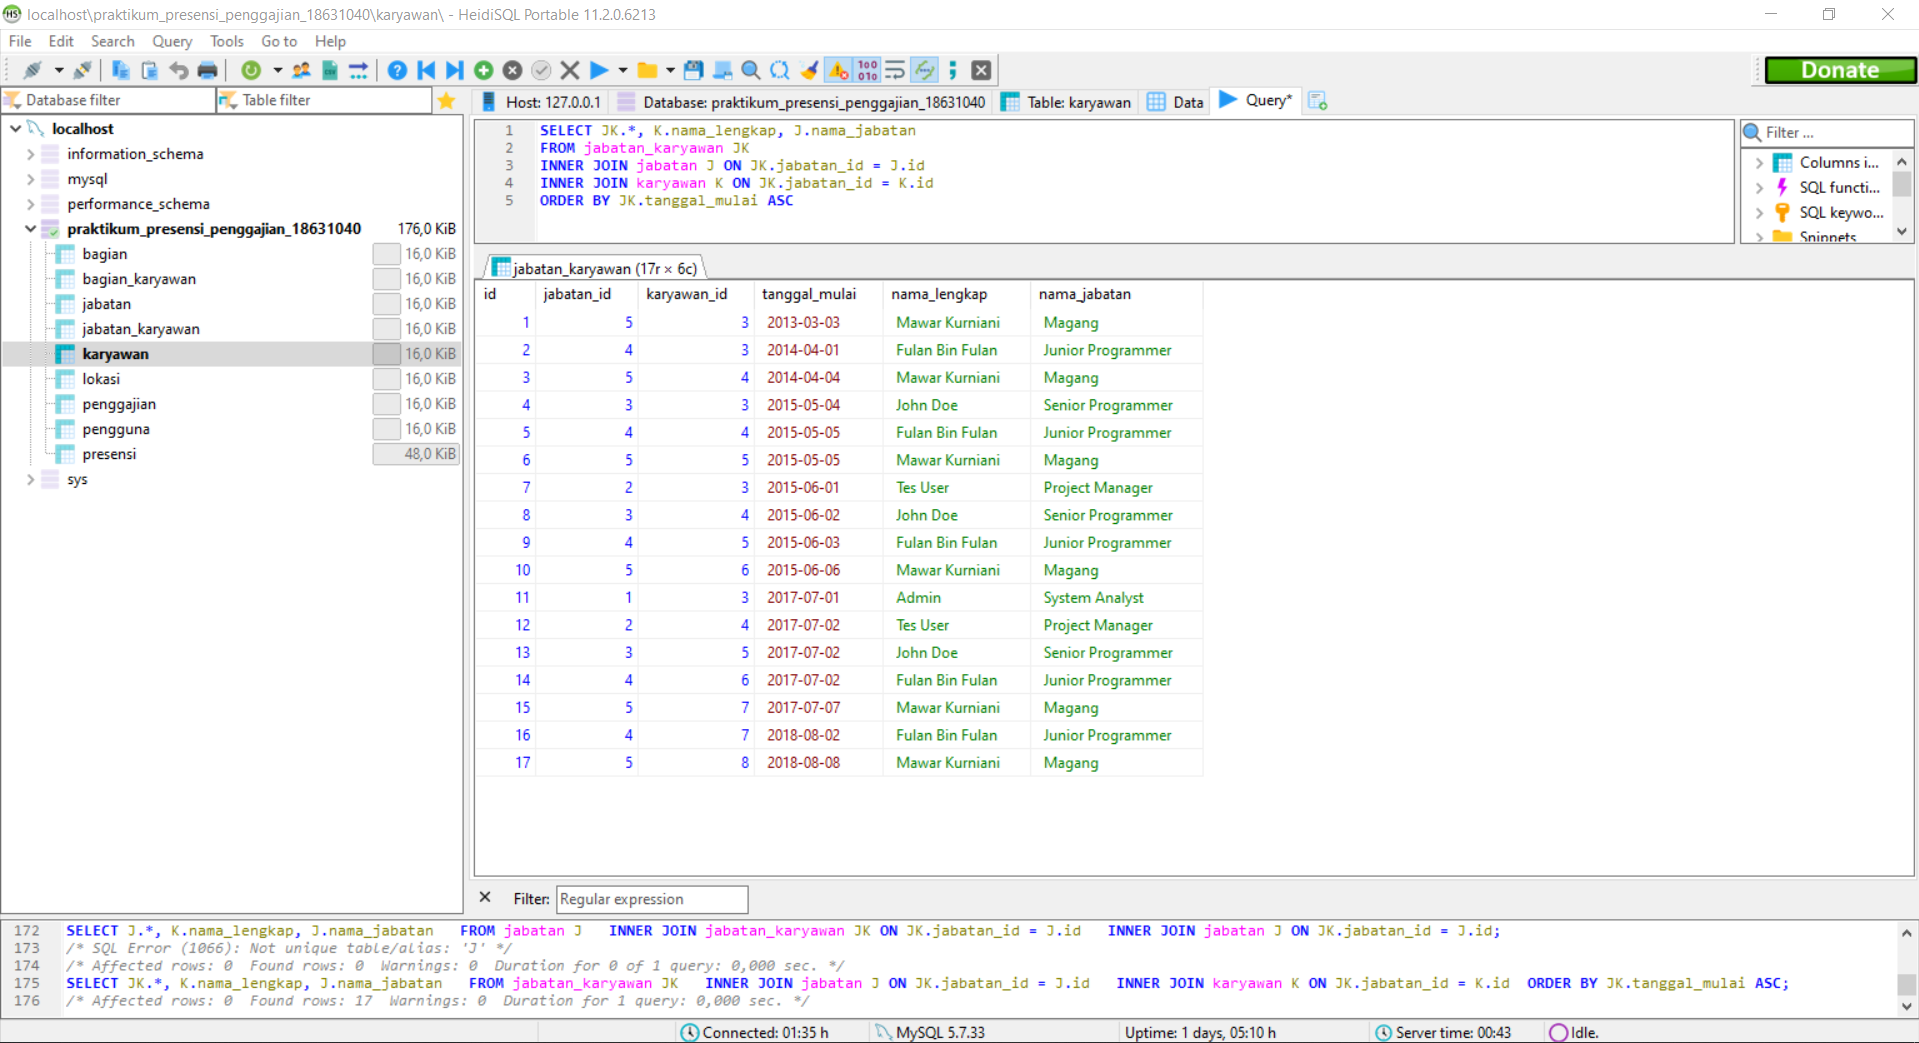 localhost\praktikum_presensi_penggajian_18631040\karyawan\ - HeidiSQL Portable 11.2.0.6213
File Edit Search Query Tools Go to Help
Donate
Database filter Table filter
Host: 127.0.0.1 Database: praktikum_presensi_penggajian_18631040 Table: karyawan Data Query*
localhost
information_schema
mysql
performance_schema
praktikum_presensi_penggajian_18631040 176,0 KiB
bagian 16,0 KiB
bagian_karyawan 16,0 KiB
jabatan 16,0 KiB
jabatan_karyawan 16,0 KiB
karyawan 16,0 KiB
lokasi 16,0 KiB
penggajian 16,0 KiB
pengguna 16,0 KiB
presensi 48,0 KiB
sys
1 SELECT JK.*, K.nama_lengkap, J.nama_jabatan
2 FROM jabatan_karyawan JK
3 INNER JOIN jabatan J ON JK.jabatan_id = J.id
4 INNER JOIN karyawan K ON JK.jabatan_id = K.id
5 ORDER BY JK.tanggal_mulai ASC
Filter ...
Columns i...
SQL functi...
SQL keywo...
Snippets
jabatan_karyawan (17r × 6c)
id jabatan_id karyawan_id tanggal_mulai nama_lengkap nama_jabatan
1 5 3 2013-03-03 Mawar Kurniani Magang
2 4 3 2014-04-01 Fulan Bin Fulan Junior Programmer
3 5 4 2014-04-04 Mawar Kurniani Magang
4 3 3 2015-05-04 John Doe Senior Programmer
5 4 4 2015-05-05 Fulan Bin Fulan Junior Programmer
6 5 5 2015-05-05 Mawar Kurniani Magang
7 2 3 2015-06-01 Tes User Project Manager
8 3 4 2015-06-02 John Doe Senior Programmer
9 4 5 2015-06-03 Fulan Bin Fulan Junior Programmer
10 5 6 2015-06-06 Mawar Kurniani Magang
11 1 3 2017-07-01 Admin System Analyst
12 2 4 2017-07-02 Tes User Project Manager
13 3 5 2017-07-02 John Doe Senior Programmer
14 4 6 2017-07-02 Fulan Bin Fulan Junior Programmer
15 5 7 2017-07-07 Mawar Kurniani Magang
16 4 7 2018-08-02 Fulan Bin Fulan Junior Programmer
17 5 8 2018-08-08 Mawar Kurniani Magang
Filter: Regular expression
172 SELECT J.*, K.nama_lengkap, J.nama_jabatan FROM jabatan J INNER JOIN jabatan_karyawan JK ON JK.jabatan_id = J.id INNER JOIN jabatan J ON JK.jabatan_id = J.id;
173 /* SQL Error (1066): Not unique table/alias: 'J' */
174 /* Affected rows: 0 Found rows: 0 Warnings: 0 Duration for 0 of 1 query: 0,000 sec. */
175 SELECT JK.*, K.nama_lengkap, J.nama_jabatan FROM jabatan_karyawan JK INNER JOIN jabatan J ON JK.jabatan_id = J.id INNER JOIN karyawan K ON JK.jabatan_id = K.id ORDER BY JK.tanggal_mulai ASC;
176 /* Affected rows: 0 Found rows: 17 Warnings: 0 Duration for 1 query: 0,000 sec. */
Connected: 01:35 h MySQL 5.7.33 Uptime: 1 days, 05:10 h Server time: 00:43 Idle.